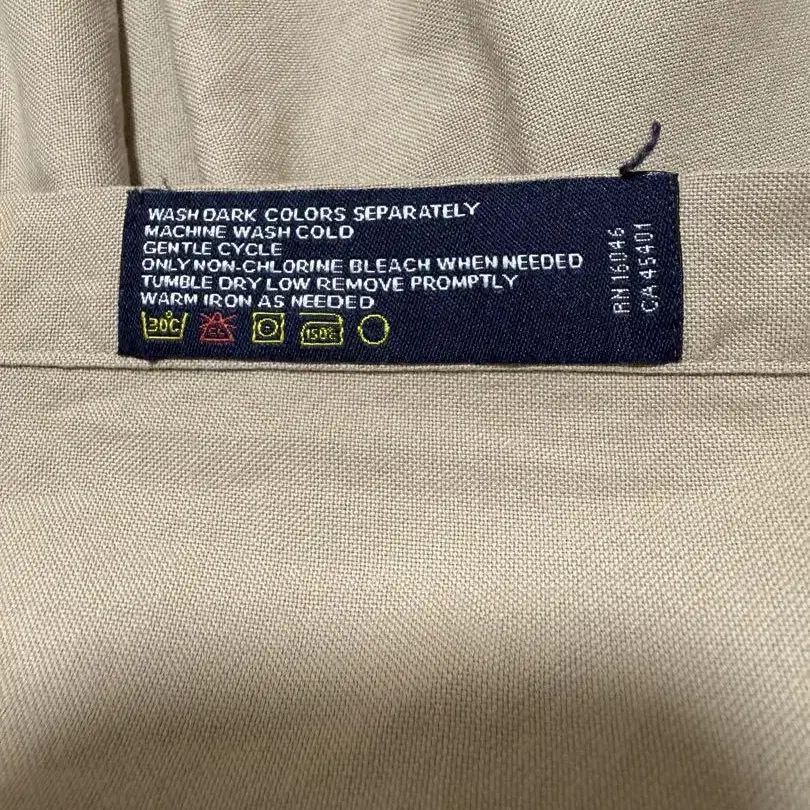 WASH DARK COLORS SEPARATELY
MACHINE WASH COLD
GENTLE CYCLE
ONLY NON-CHLORINE BLEACH WHEN NEEDED
TUMBLE DRY LOW REMOVE PROMPTLY
WARM IRON AS NEEDED
30°C
150°C
RN 16046
CA 45401